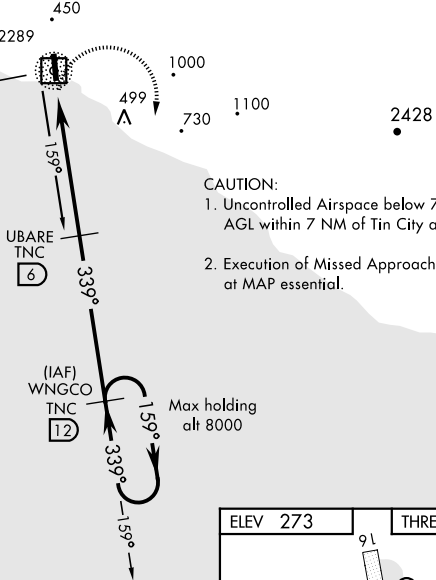 450
2289
1000
499
1100
730
2428
159°
CAUTION:
1. Uncontrolled Airspace below 7
AGL within 7 NM of Tin City a
UBARE
TNC
6
2. Execution of Missed Approach
at MAP essential.
339°
(IAF)
WNGCO
TNC
12
159°
Max holding
alt 8000
339°
159°
ELEV 273
THRE
16